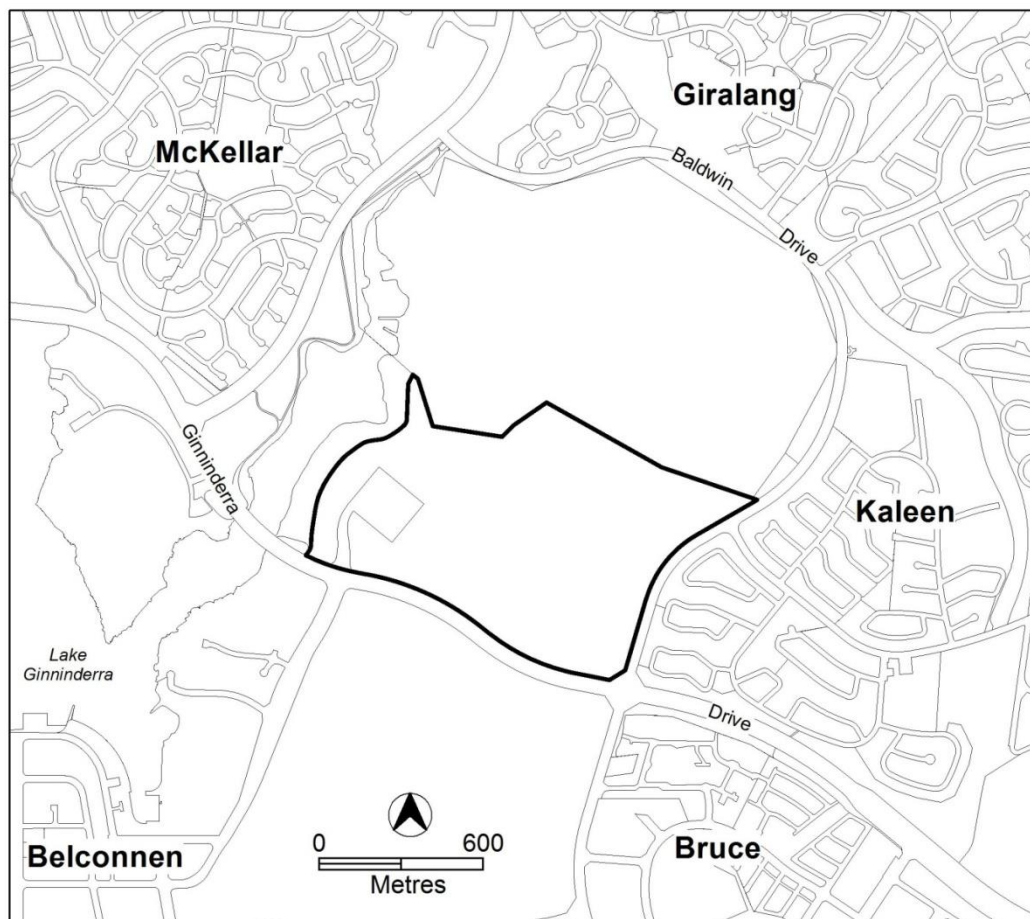 Giralang
McKellar
Baldwin
Drive
Ginninderra
Kaleen
Lake
Ginninderra
Drive
Belconnen
0 600
Metres
Bruce